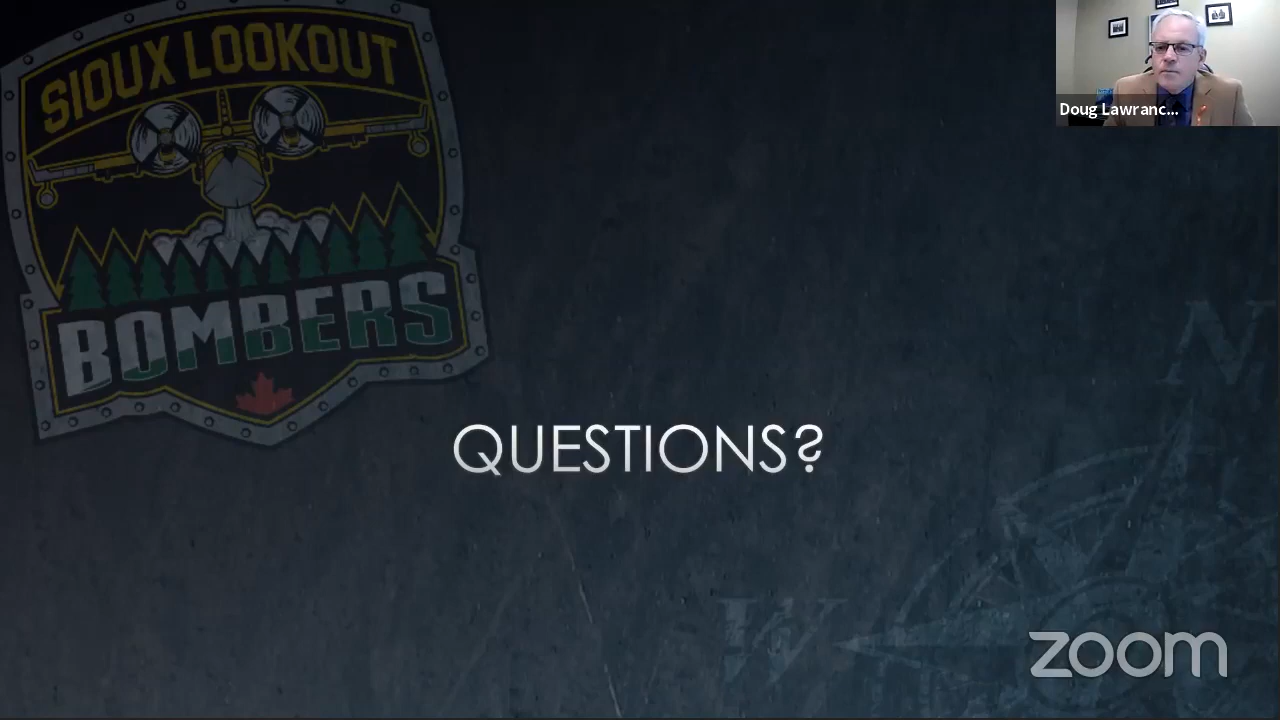 SIOUX LOOKOUT
BOMBERS
Doug Lawranc...
QUESTIONS?
N
W
zoom